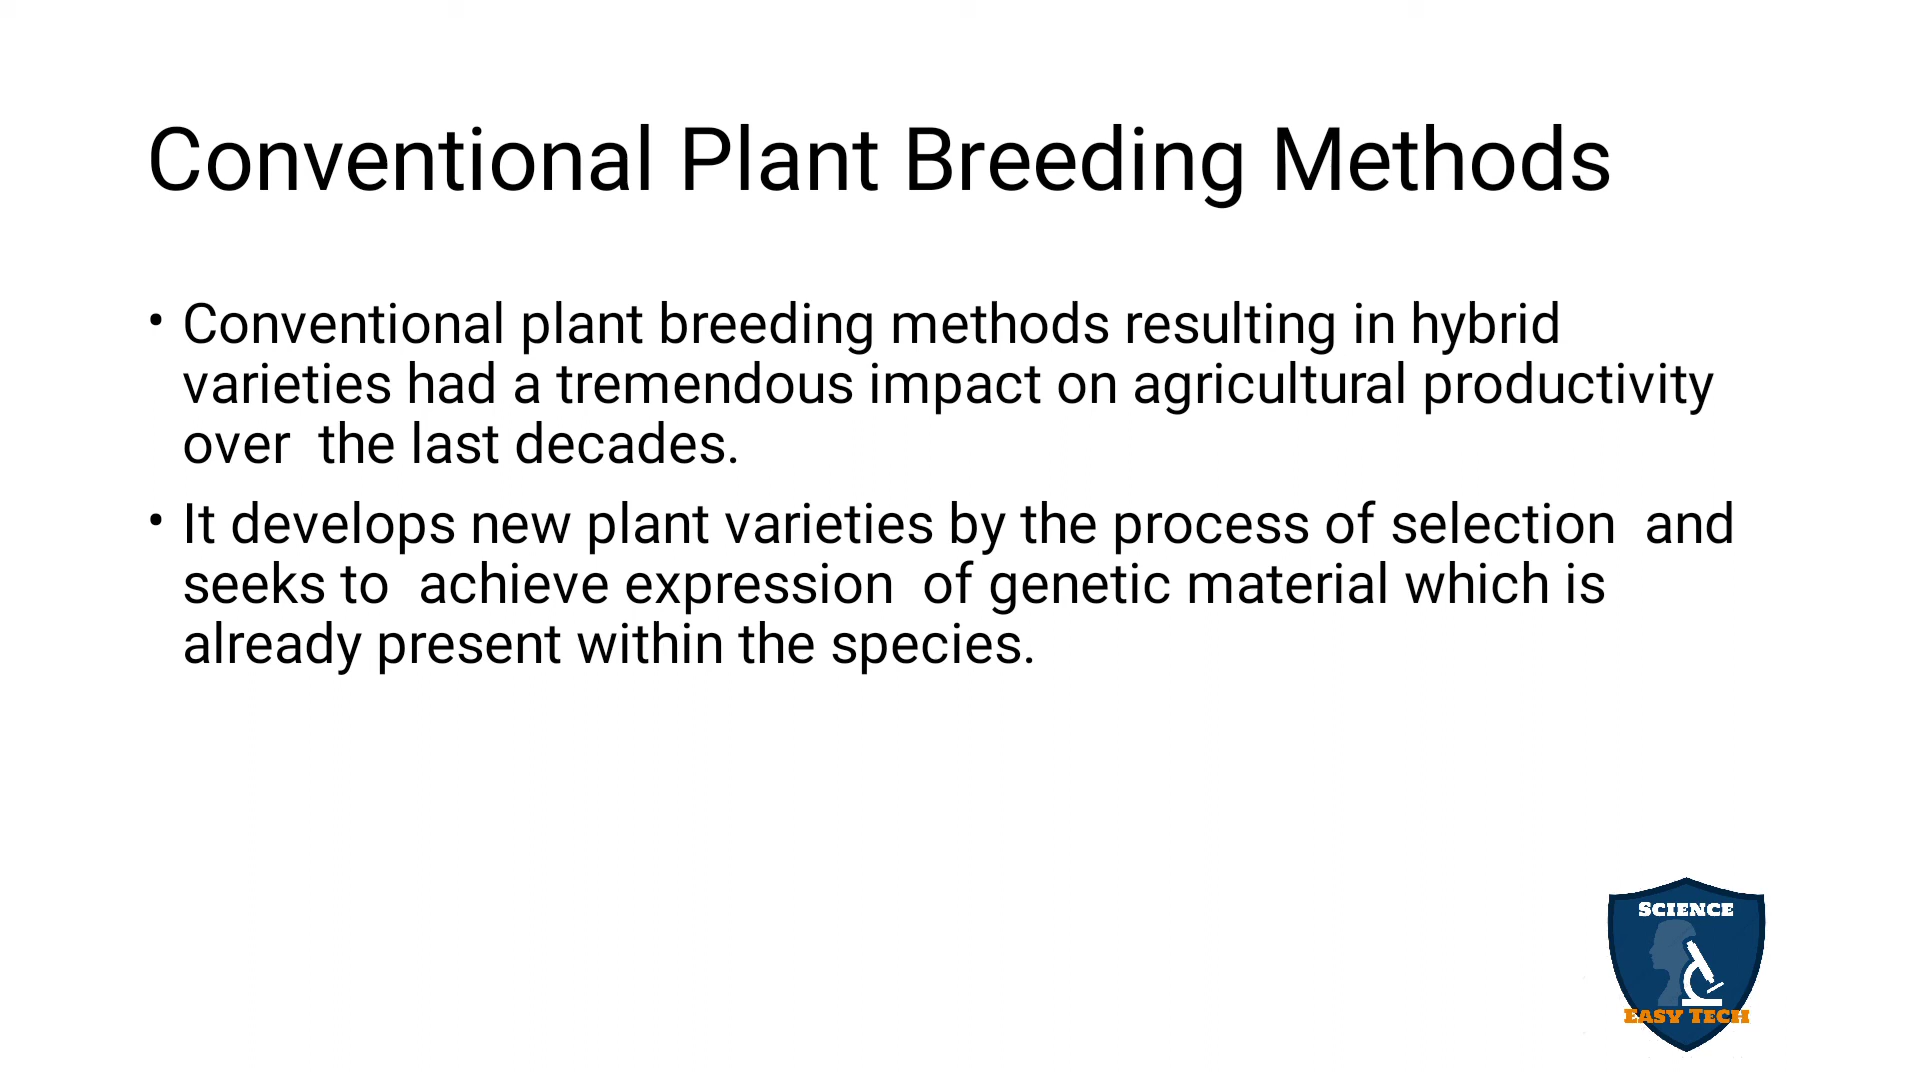 Conventional Plant Breeding Methods
• Conventional plant breeding methods resulting in hybrid
varieties had a tremendous impact on agricultural productivity
over  the last decades.
• It develops new plant varieties by the process of selection  and
seeks to  achieve expression  of genetic material which is
already present within the species.
SCIENCE
EASY TECH